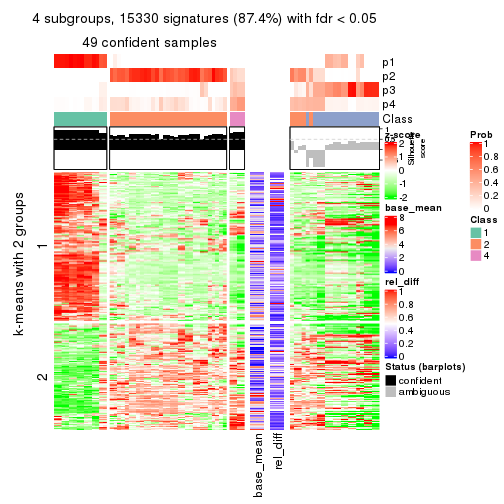 4 subgroups, 15330 signatures (87.4%) with fdr < 0.05
49 confident samples
p1
p2
p3
p4
Class
1
Silhouette
score
k-means with 2 groups
1
2
base_mean
rel_diff
z-score
2
1
0
-1
-2
base_mean
8
6
4
2
0
rel_diff
1
0.8
0.6
0.4
0.2
0
Status (barplots)
confident
ambiguous
Prob
1
0.8
0.6
0.4
0.2
0
Class
1
2
4